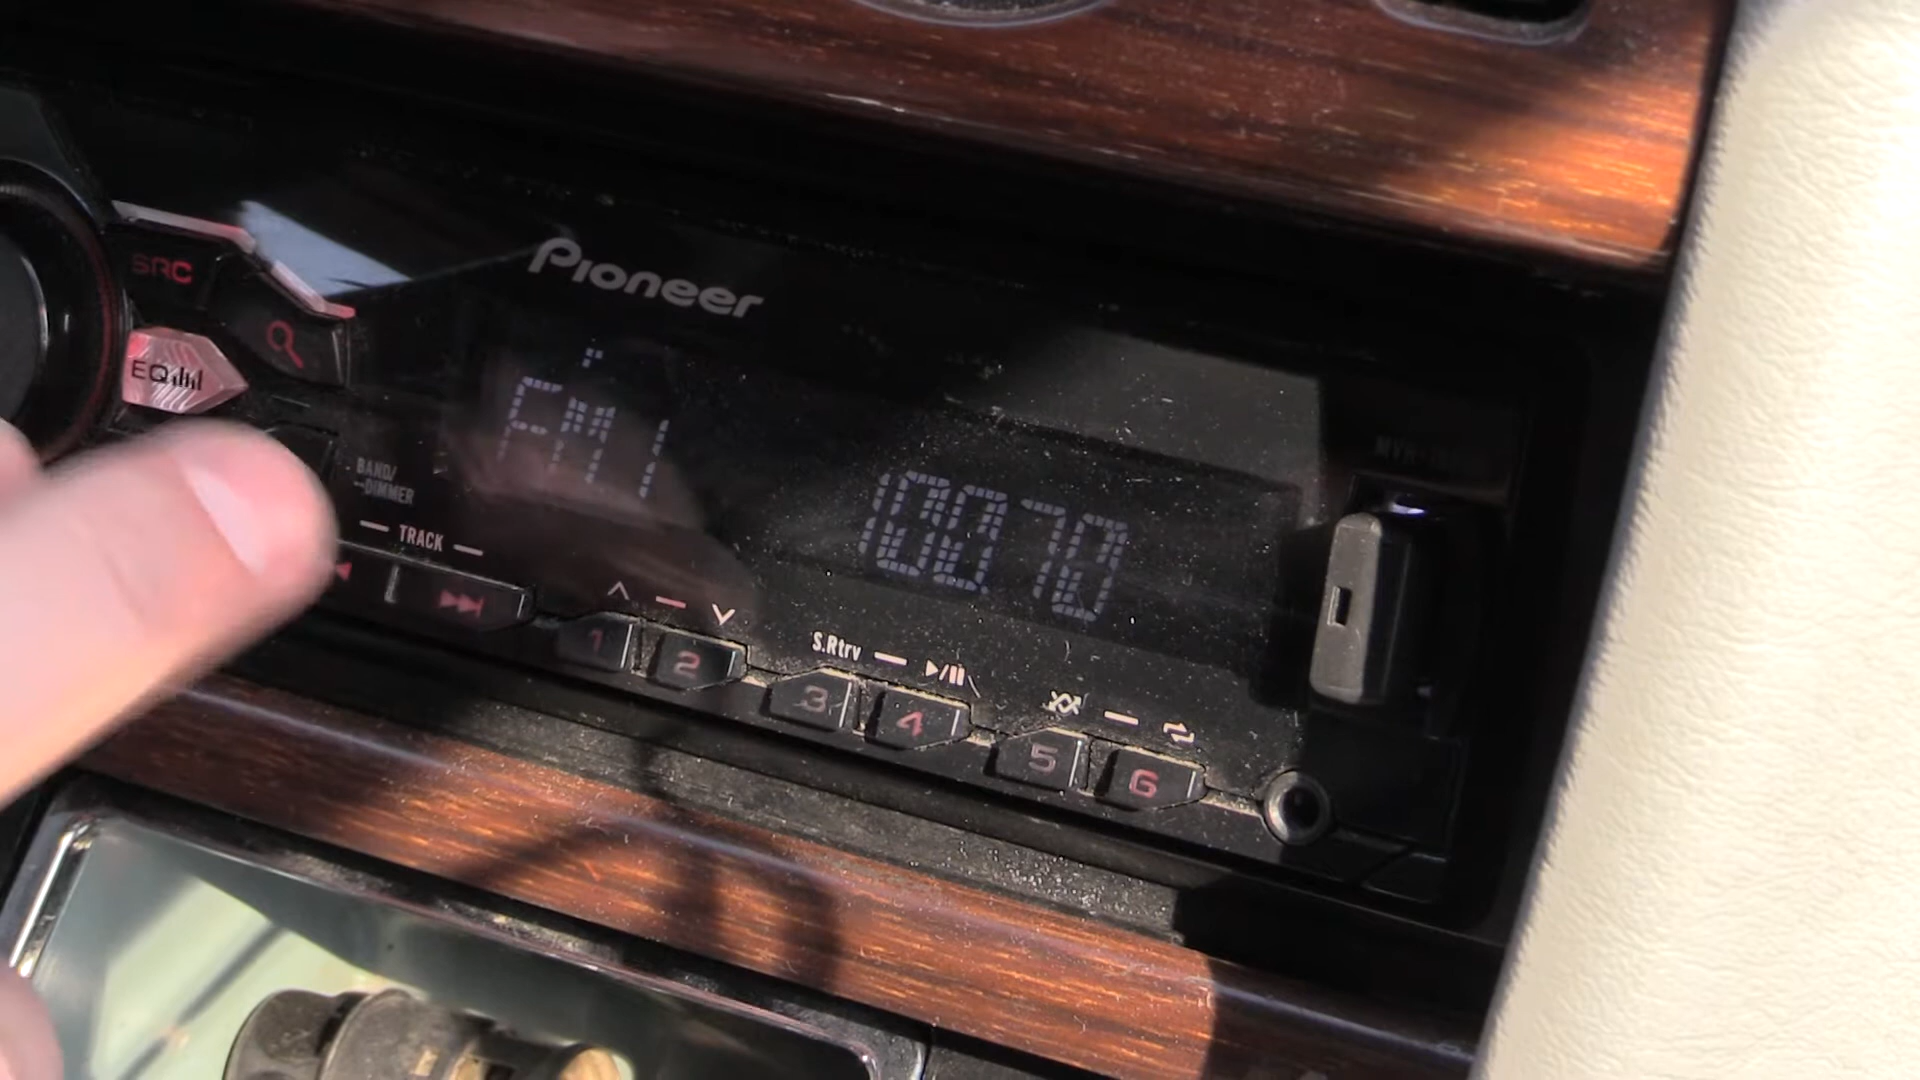 Pioneer
SRC
EQ
FM1
BAND/
DIMMER
TRACK
S.Rtrv
1 2 3 4 5 6